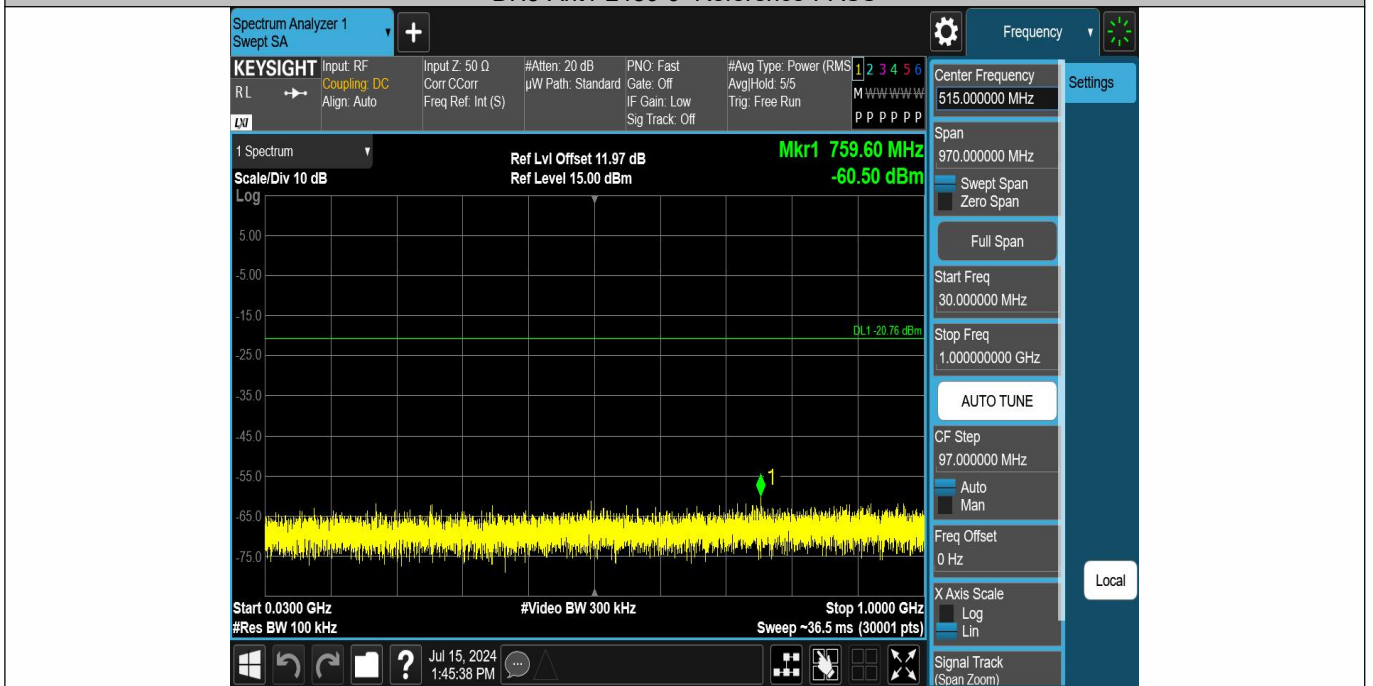 Spectrum Analyzer 1
Swept SA
+
Frequency
KEYSIGHT
RL
LXI
Input: RF
Coupling: DC
Align: Auto
Input Z: 50 Ω
Corr CCorr
Freq Ref: Int (S)
#Atten: 20 dB
µW Path: Standard
PNO: Fast
Gate: Off
IF Gain: Low
Sig Track: Off
#Avg Type: Power (RMS
Avg|Hold: 5/5
Trig: Free Run
1 2 3 4 5 6
M W W W W W
P P P P P P
1 Spectrum
Scale/Div 10 dB
Log
Ref Lvl Offset 11.97 dB
Ref Level 15.00 dBm
Mkr1 759.60 MHz
-60.50 dBm
5.00
-5.00
-15.0
DL1 -20.76 dBm
-25.0
-35.0
-45.0
-55.0
1
-65.0
-75.0
Start 0.0300 GHz
#Res BW 100 kHz
#Video BW 300 kHz
Stop 1.0000 GHz
Sweep ~36.5 ms (30001 pts)
?
Jul 15, 2024
1:45:38 PM
Center Frequency
515.000000 MHz
Span
970.000000 MHz
Swept Span
Zero Span
Full Span
Start Freq
30.000000 MHz
Stop Freq
1.000000000 GHz
AUTO TUNE
CF Step
97.000000 MHz
Auto
Man
Freq Offset
0 Hz
X Axis Scale
Log
Lin
Signal Track
(Span Zoom)
Settings
Local